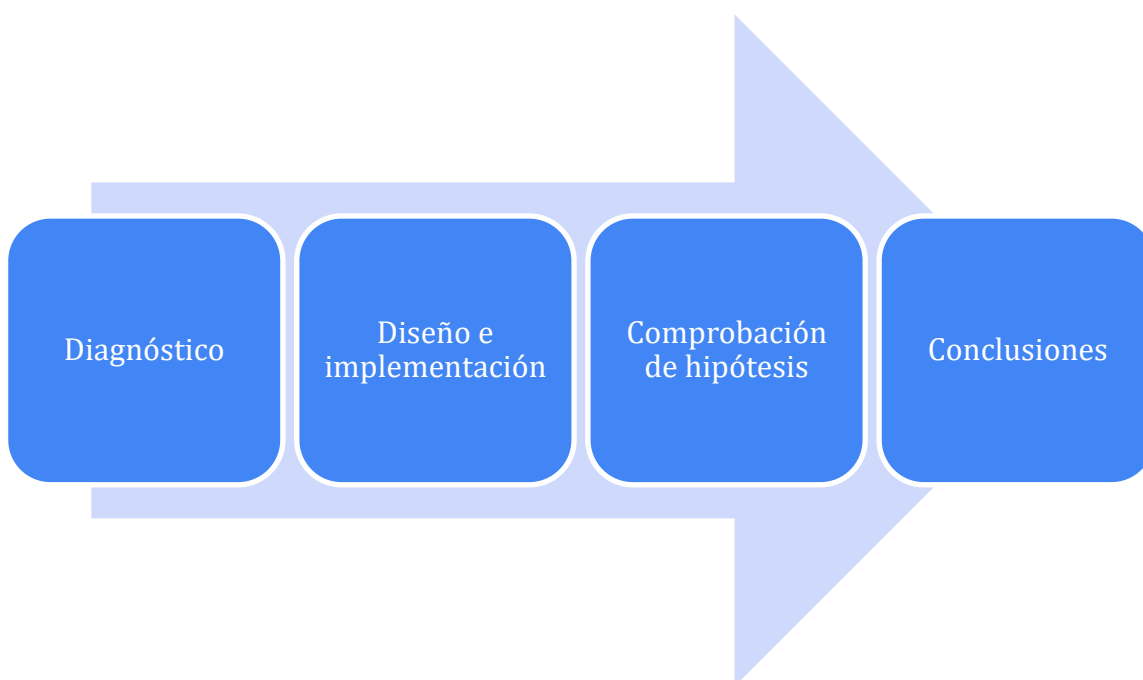 Diagnóstico
Diseño e
implementación
Comprobación
de hipótesis
Conclusiones